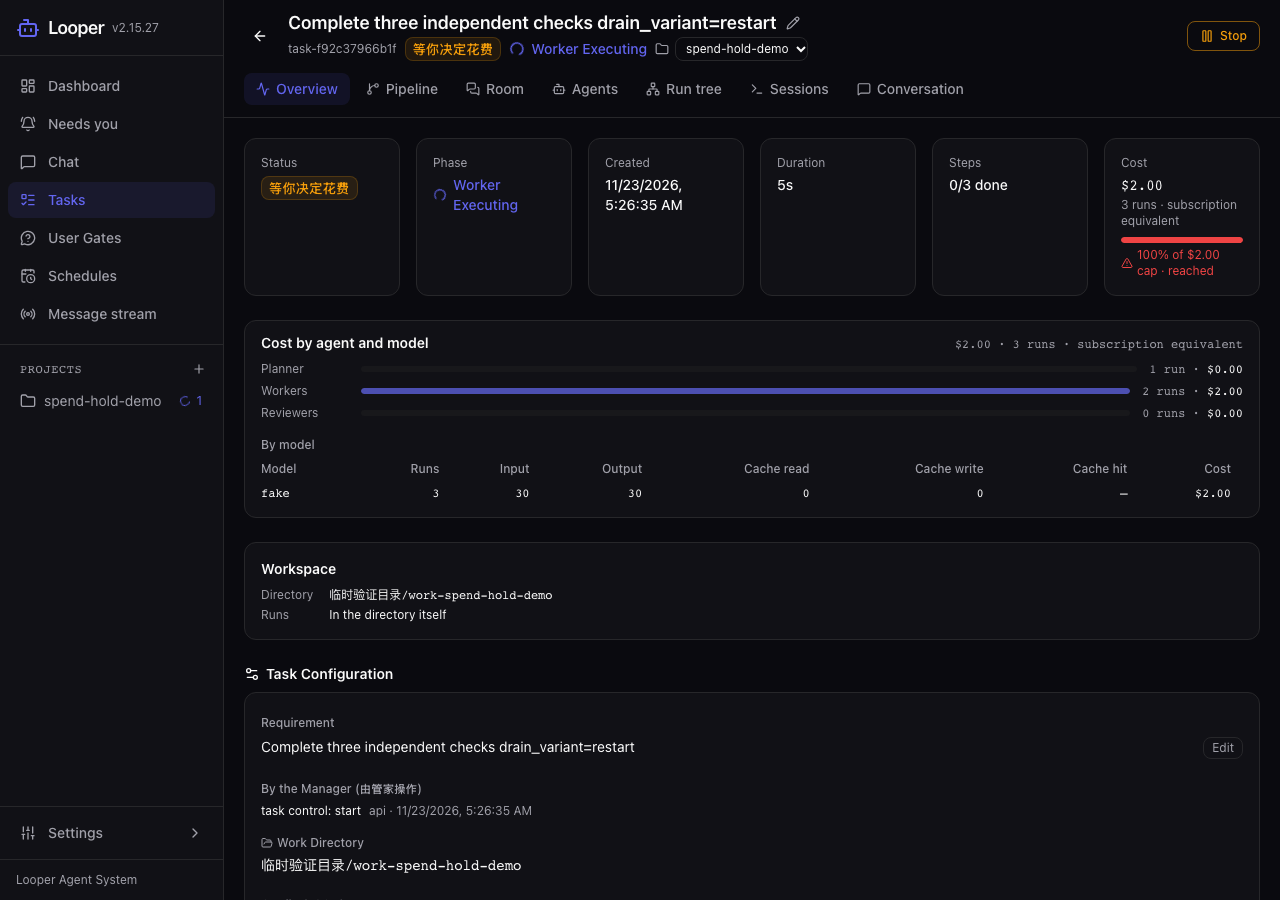 Looper v2.15.27
Dashboard
Needs you
Chat
Tasks
User Gates
Schedules
Message stream
PROJECTS
spend-hold-demo 1
Settings
Looper Agent System
Complete three independent checks drain_variant=restart
task-f92c37966b1f 等你决定花费 Worker Executing spend-hold-demo
Stop
Overview Pipeline Room Agents Run tree Sessions Conversation
Status
等你决定花费
Phase
Worker
Executing
Created
11/23/2026,
5:26:35 AM
Duration
5s
Steps
0/3 done
Cost
$2.00
3 runs · subscription
equivalent
100% of $2.00
cap · reached
Cost by agent and model $2.00 · 3 runs · subscription equivalent
Planner 1 run · $0.00
Workers 2 runs · $2.00
Reviewers 0 runs · $0.00
By model
Model Runs Input Output Cache read Cache write Cache hit Cost
fake 3 30 30 0 0 — $2.00
Workspace
Directory 临时验证目录/work-spend-hold-demo
Runs In the directory itself
Task Configuration
Requirement
Complete three independent checks drain_variant=restart Edit
By the Manager (由管家操作)
task control: start api · 11/23/2026, 5:26:35 AM
Work Directory
临时验证目录/work-spend-hold-demo